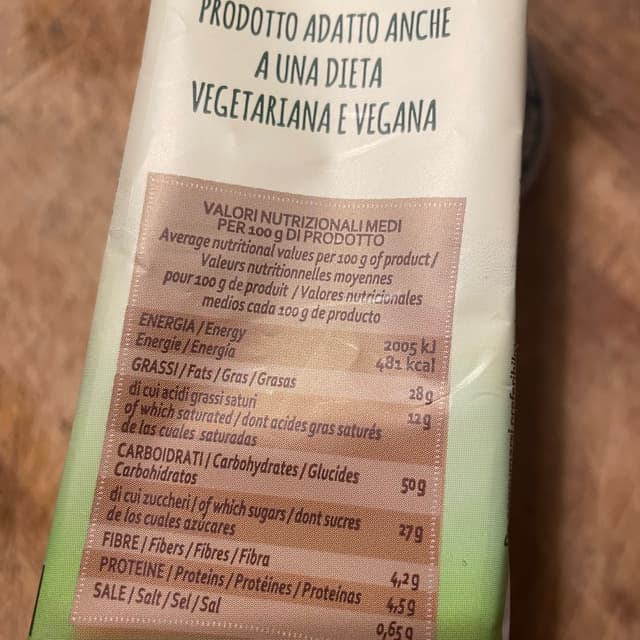 PRODOTTO ADATTO ANCHE
A UNA DIETA
VEGETARIANA E VEGANA
VALORI NUTRIZIONALI MEDI
PER 100 g DI PRODOTTO
Average nutritional values per 100 g of product/
Valeurs nutritionnelles moyennes
pour 100 g de produit / Valores nutricionales
medios cada 100 g de producto
ENERGIA / Energy 2005 kJ
Energie / Energía 481 kcal
GRASSI / Fats / Gras / Grasas 28 g
di cui acidi grassi saturi 12 g
of which saturated / dont acides gras saturés
de las cuales saturadas
CARBOIDRATI / Carbohydrates / Glucides 50 g
Carbohidratos
di cui zuccheri / of which sugars / dont sucres 27 g
de los cuales azúcares
FIBRE / Fibers / Fibres / Fibra 4,2 g
PROTEINE / Proteins / Protéines / Proteínas 4,5 g
SALE / Salt / Sel / Sal 0,65 g